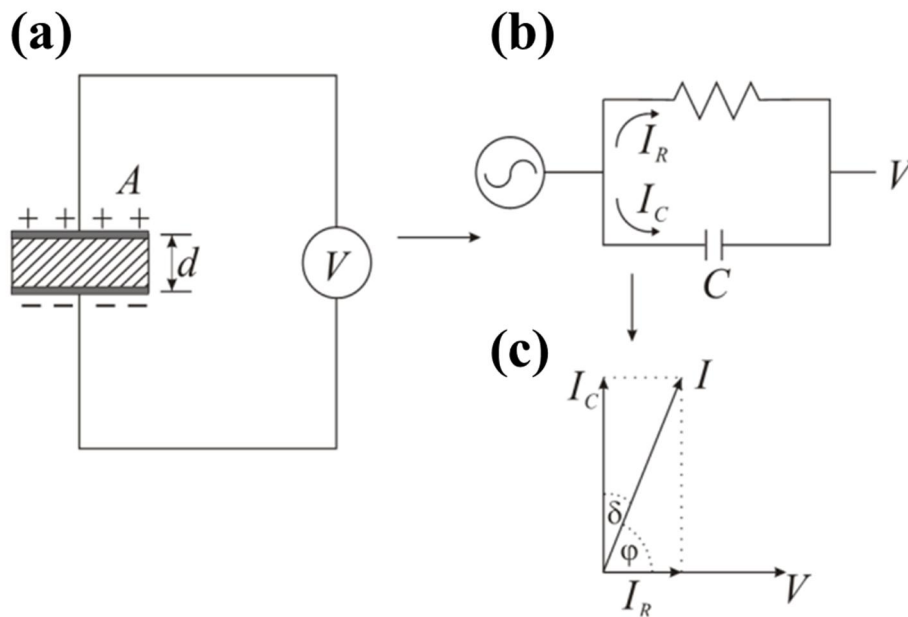 (a)
A
+ + + +
d
V
− − − −
(b)
I_R
I_C
V
C
(c)
I_C
I
δ
φ
I_R
V